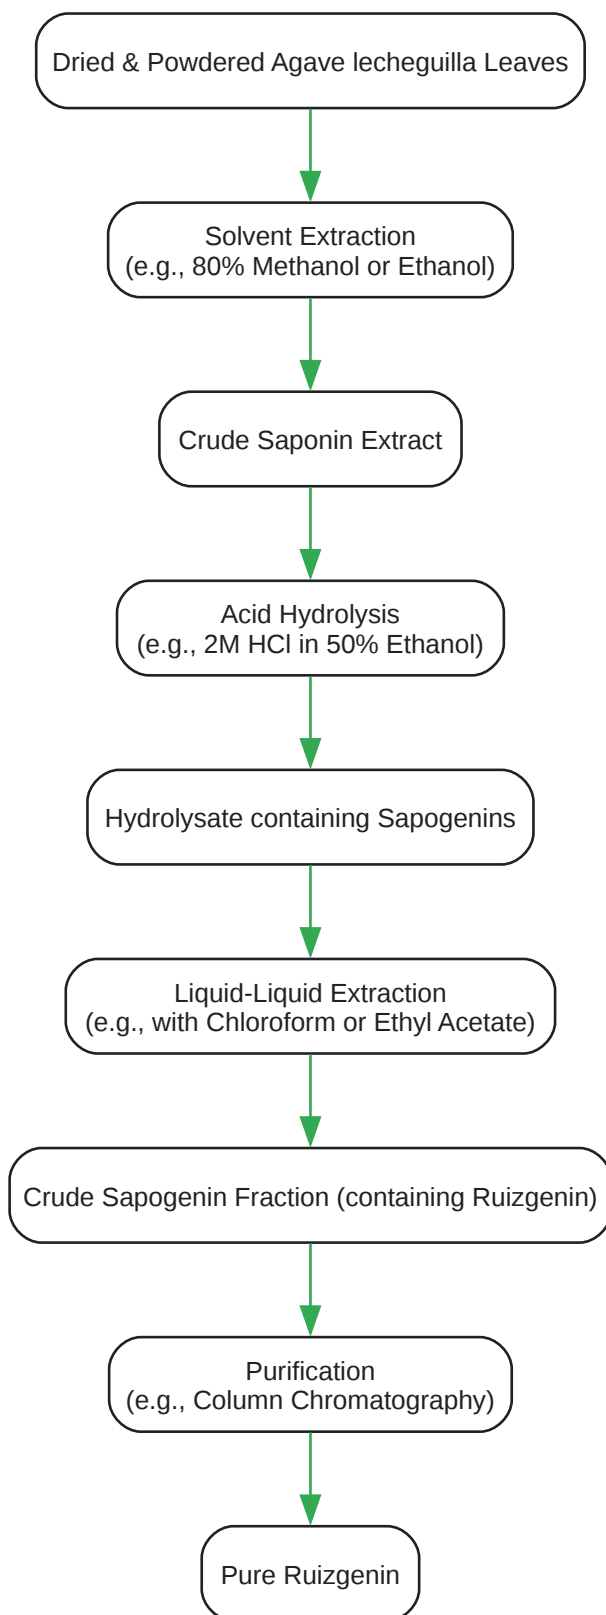 Dried & Powdered Agave lecheguilla Leaves
Solvent Extraction
(e.g., 80% Methanol or Ethanol)
Crude Saponin Extract
Acid Hydrolysis
(e.g., 2M HCl in 50% Ethanol)
Hydrolysate containing Sapogenins
Liquid-Liquid Extraction
(e.g., with Chloroform or Ethyl Acetate)
Crude Sapogenin Fraction (containing Ruizgenin)
Purification
(e.g., Column Chromatography)
Pure Ruizgenin